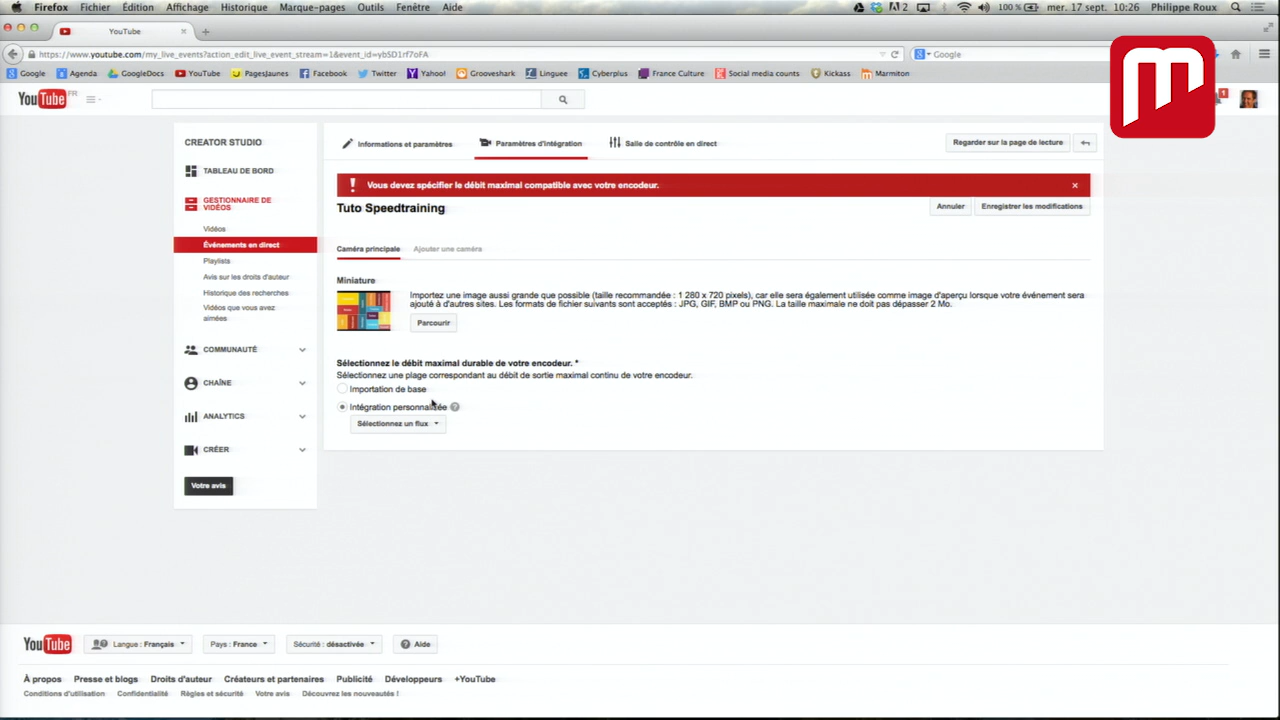 Firefox Fichier Édition Affichage Historique Marque-pages Outils Fenêtre Aide
2 100 % mer. 17 sept. 10:26 Philippe Roux
YouTube
https://www.youtube.com/my_live_events?action_edit_live_event_stream=1&event_id=ybSD1rf7oFA
Google
Google Agenda GoogleDocs YouTube PagesJaunes Facebook Twitter Yahoo! Grooveshark Linguee Cyberplus France Culture Social media counts Kickass Marmiton
YouTube FR
1
CREATOR STUDIO
TABLEAU DE BORD
GESTIONNAIRE DE
VIDÉOS
Vidéos
Événements en direct
Playlists
Avis sur les droits d'auteur
Historique des recherches
Vidéos que vous avez
aimées
COMMUNAUTÉ
CHAÎNE
ANALYTICS
CRÉER
Votre avis
Informations et paramètres
Paramètres d'intégration
Salle de contrôle en direct
Regarder sur la page de lecture
Vous devez spécifier le débit maximal compatible avec votre encodeur.
Tuto Speedtraining
Annuler
Enregistrer les modifications
Caméra principale
Ajouter une caméra
Miniature
Importez une image aussi grande que possible (taille recommandée : 1 280 x 720 pixels), car elle sera également utilisée comme image d'aperçu lorsque votre événement sera
ajouté à d'autres sites. Les formats de fichier suivants sont acceptés : JPG, GIF, BMP ou PNG. La taille maximale ne doit pas dépasser 2 Mo.
Parcourir
Sélectionnez le débit maximal durable de votre encodeur. *
Sélectionnez une plage correspondant au débit de sortie maximal continu de votre encodeur.
Importation de base
Intégration personnalisée ?
Sélectionnez un flux
YouTube
Langue : Français
Pays : France
Sécurité : désactivée
Aide
À propos Presse et blogs Droits d'auteur Créateurs et partenaires Publicité Développeurs +YouTube
Conditions d'utilisation Confidentialité Règles et sécurité Votre avis Découvrez les nouveautés !